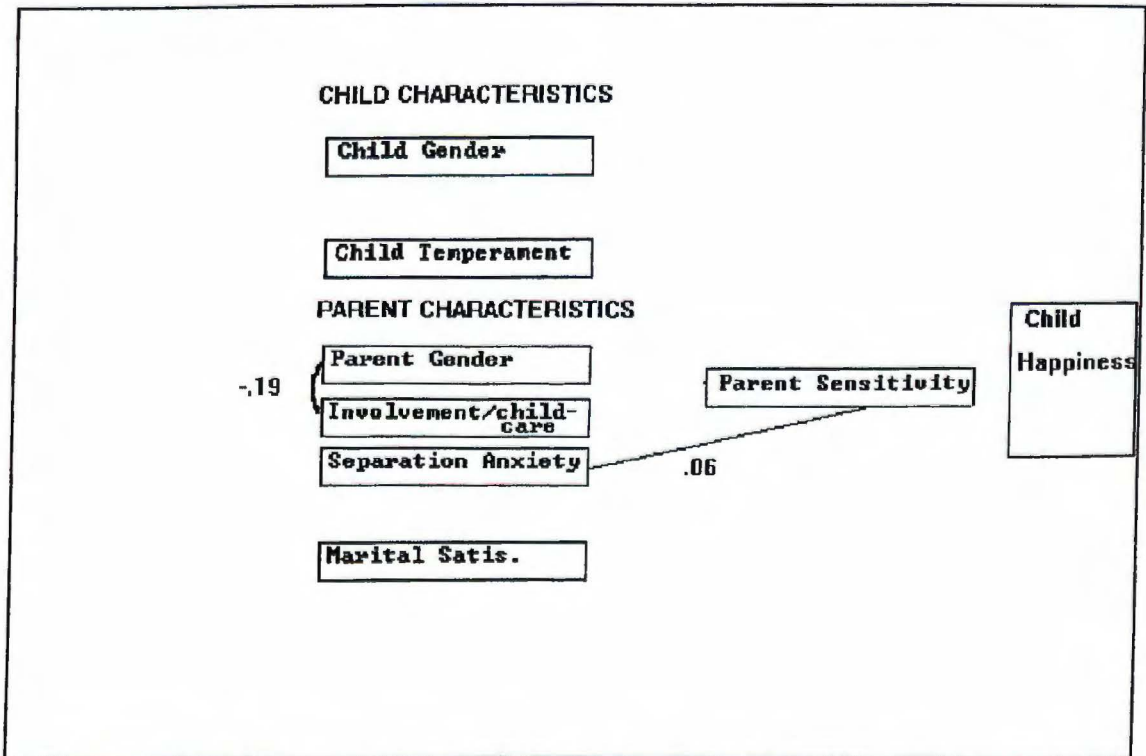 CHILD CHARACTERISTICS
Child Gender
Child Temperament
PARENT CHARACTERISTICS
Parent Gender
-.19
Involvement/child-
care
Separation Anxiety
Marital Satis.
Parent Sensitivity
.06
Child
Happiness